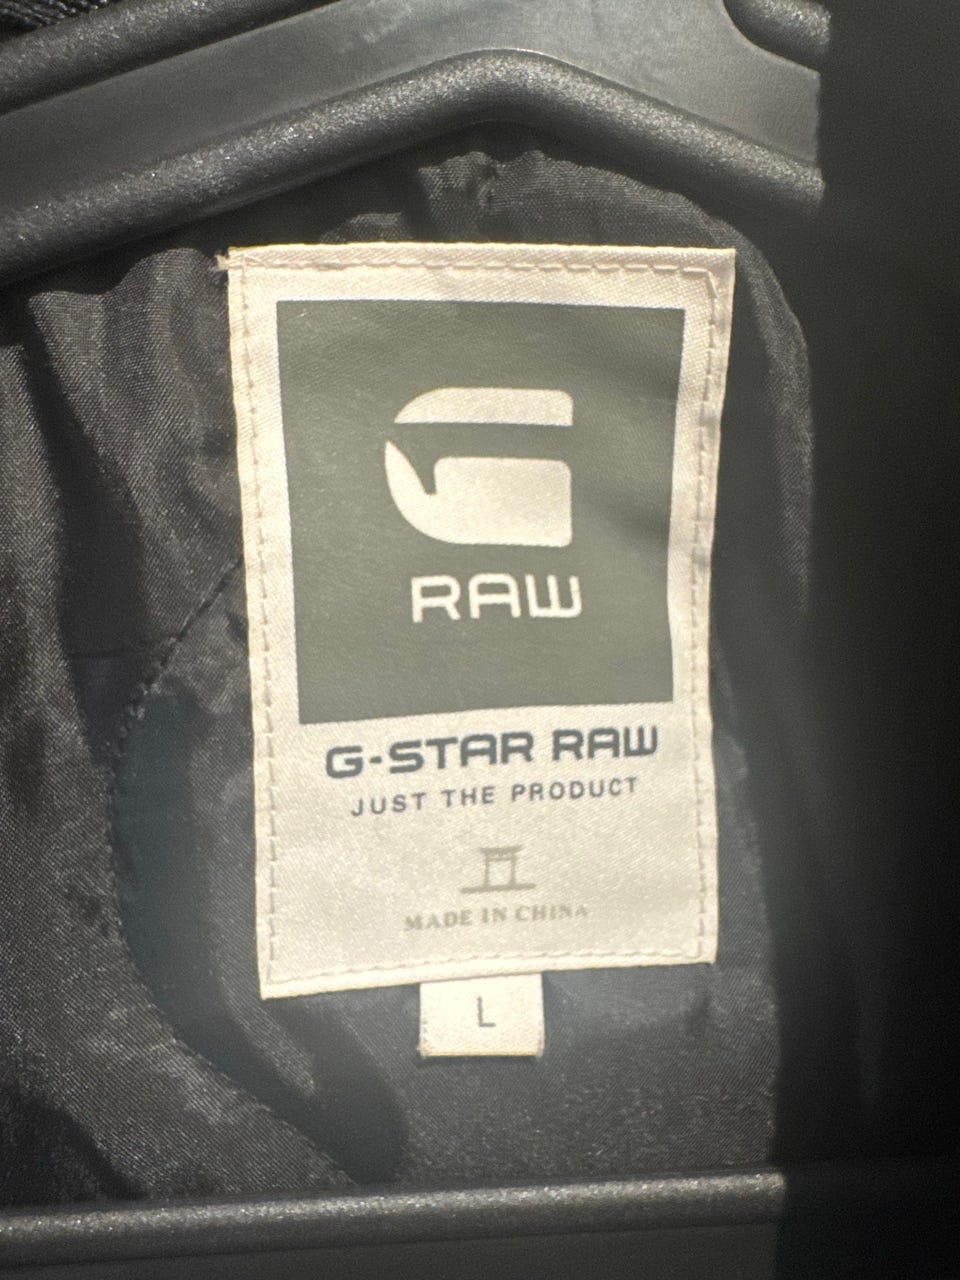 RAW
G-STAR RAW
JUST THE PRODUCT
MADE IN CHINA
L